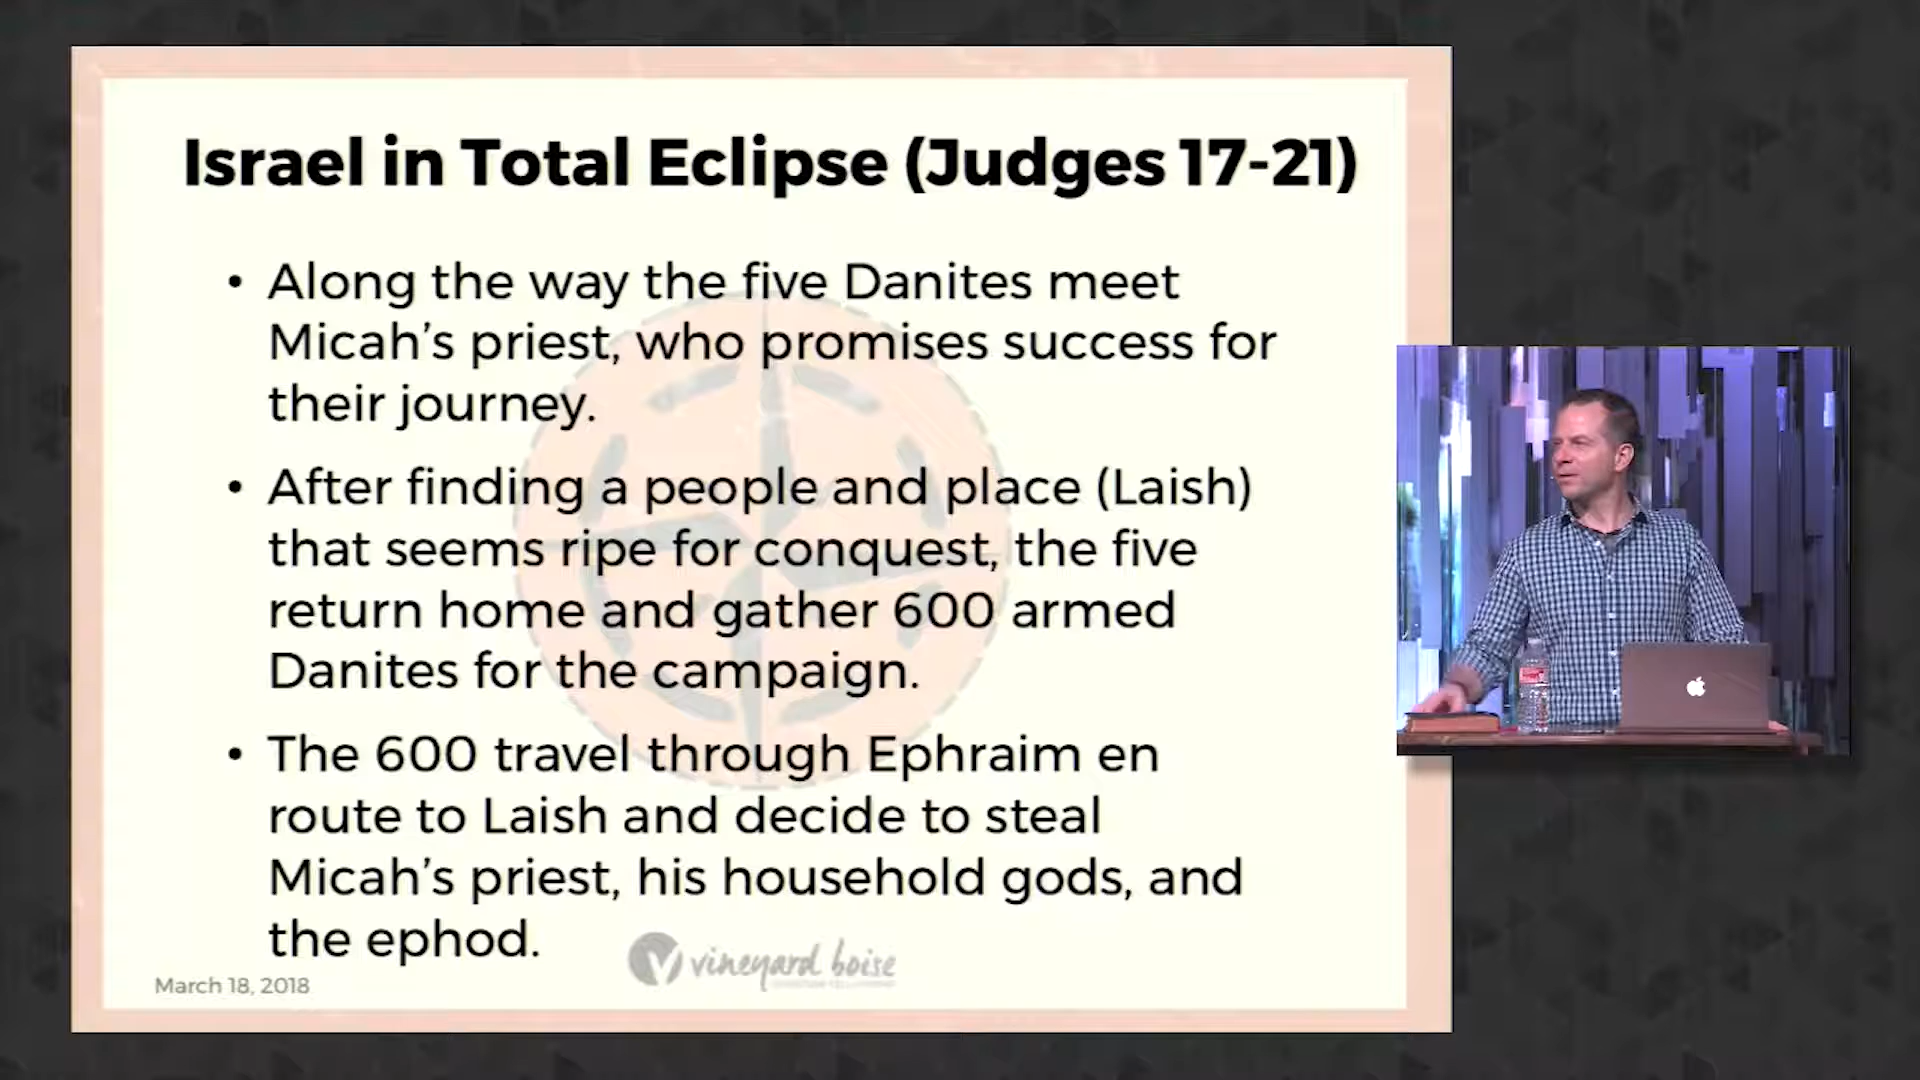 Israel in Total Eclipse (Judges 17-21)
• Along the way the five Danites meet
Micah’s priest, who promises success for
their journey.
• After finding a people and place (Laish)
that seems ripe for conquest, the five
return home and gather 600 armed
Danites for the campaign.
• The 600 travel through Ephraim en
route to Laish and decide to steal
Micah’s priest, his household gods, and
the ephod.
vineyard boise
March 18, 2018